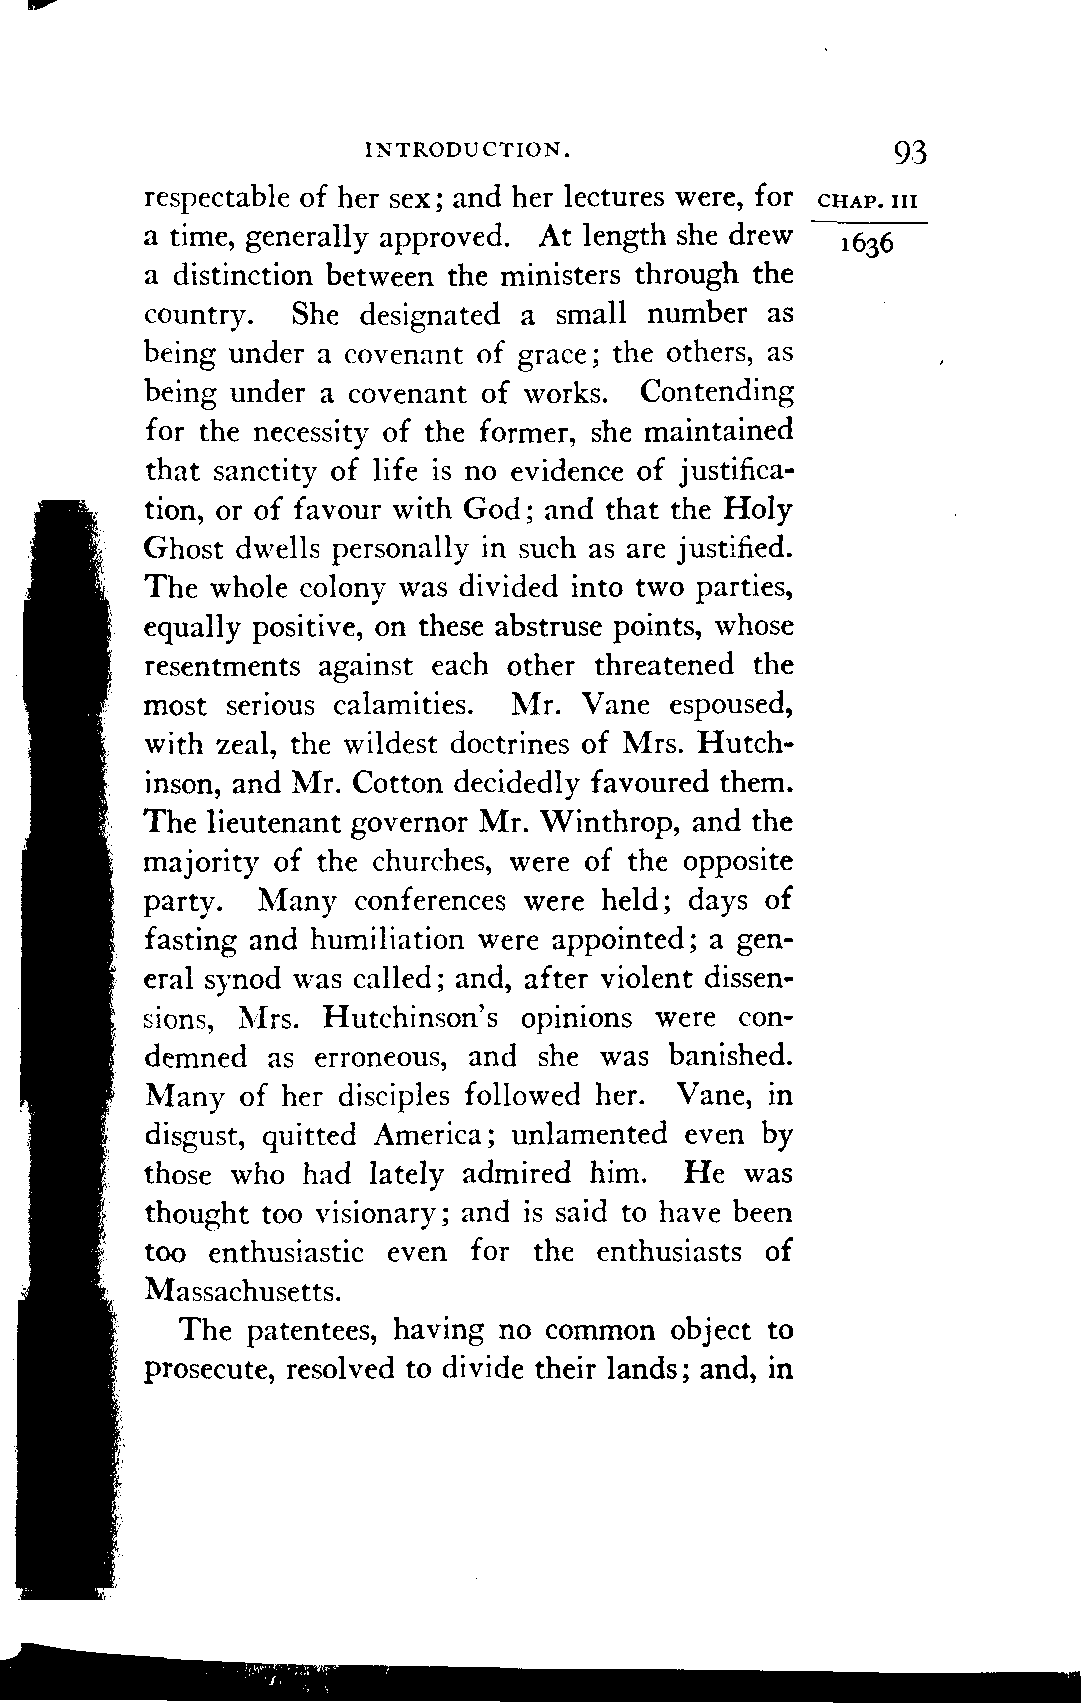 INTRODUCTION. 93
respectable of her sex; and her lectures were, for CHAP. III
a time, generally approved. At length she drew 1636
a distinction between the ministers through the
country. She designated a small number as
being under a covenant of grace; the others, as
being under a covenant of works. Contending
for the necessity of the former, she maintained
that sanctity of life is no evidence of justifica-
tion, or of favour with God; and that the Holy
Ghost dwells personally in such as are justified.
The whole colony was divided into two parties,
equally positive, on these abstruse points, whose
resentments against each other threatened the
most serious calamities. Mr. Vane espoused,
with zeal, the wildest doctrines of Mrs. Hutch-
inson, and Mr. Cotton decidedly favoured them.
The lieutenant governor Mr. Winthrop, and the
majority of the churches, were of the opposite
party. Many conferences were held; days of
fasting and humiliation were appointed; a gen-
eral synod was called; and, after violent dissen-
sions, Mrs. Hutchinson's opinions were con-
demned as erroneous, and she was banished.
Many of her disciples followed her. Vane, in
disgust, quitted America; unlamented even by
those who had lately admired him. He was
thought too visionary; and is said to have been
too enthusiastic even for the enthusiasts of
Massachusetts.
The patentees, having no common object to
prosecute, resolved to divide their lands; and, in